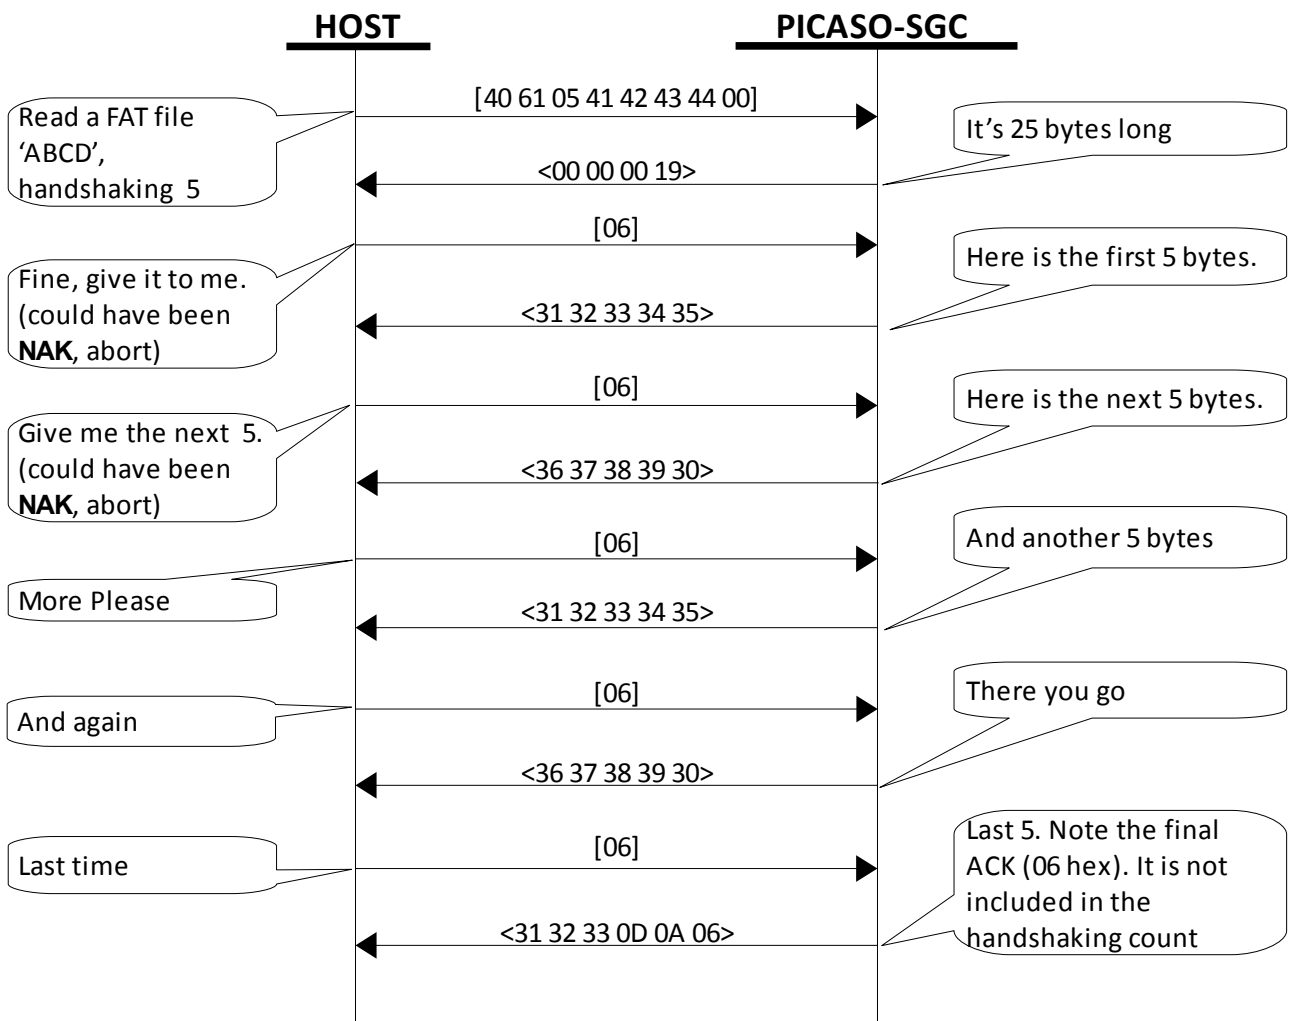 HOST
PICASO-SGC
[40 61 05 41 42 43 44 00]
Read a FAT file
‘ABCD’,
handshaking 5
It’s 25 bytes long
<00 00 00 19>
[06]
Fine, give it to me.
(could have been
NAK, abort)
Here is the first 5 bytes.
<31 32 33 34 35>
[06]
Give me the next 5.
(could have been
NAK, abort)
Here is the next 5 bytes.
<36 37 38 39 30>
[06]
More Please
And another 5 bytes
<31 32 33 34 35>
[06]
And again
There you go
<36 37 38 39 30>
[06]
Last time
Last 5. Note the final
ACK (06 hex). It is not
included in the
handshaking count
<31 32 33 0D 0A 06>